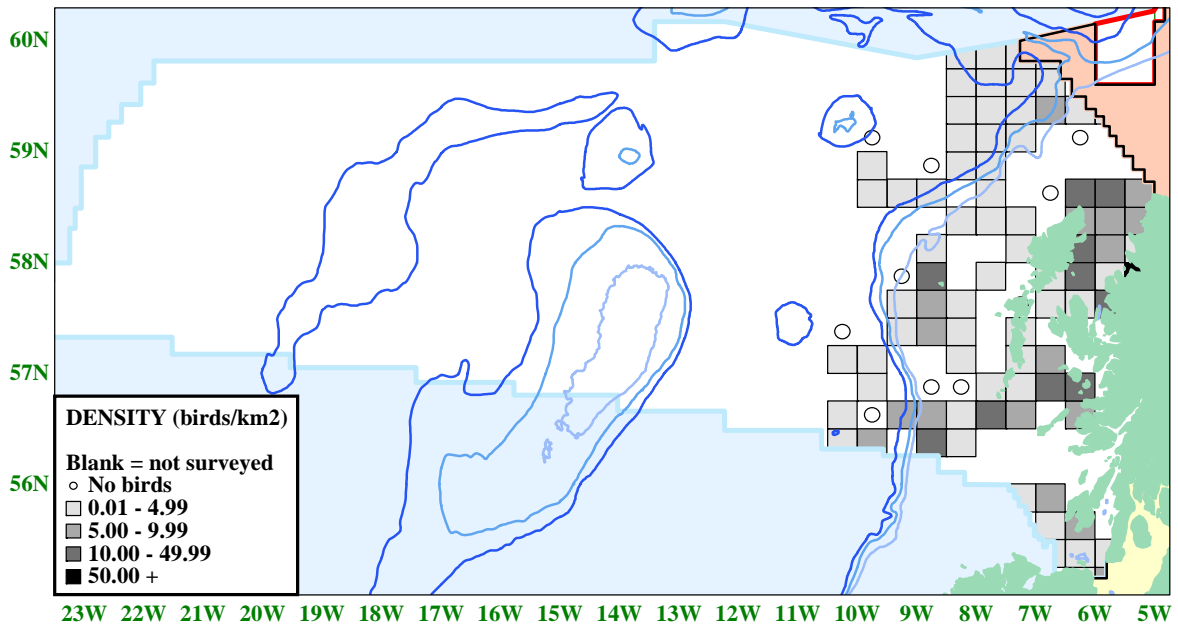 60N
59N
58N
57N
56N
DENSITY (birds/km2)
Blank = not surveyed
No birds
0.01 - 4.99
5.00 - 9.99
10.00 - 49.99
50.00 +
23W 22W 21W 20W 19W 18W 17W 16W 15W 14W 13W 12W 11W 10W 9W 8W 7W 6W 5W